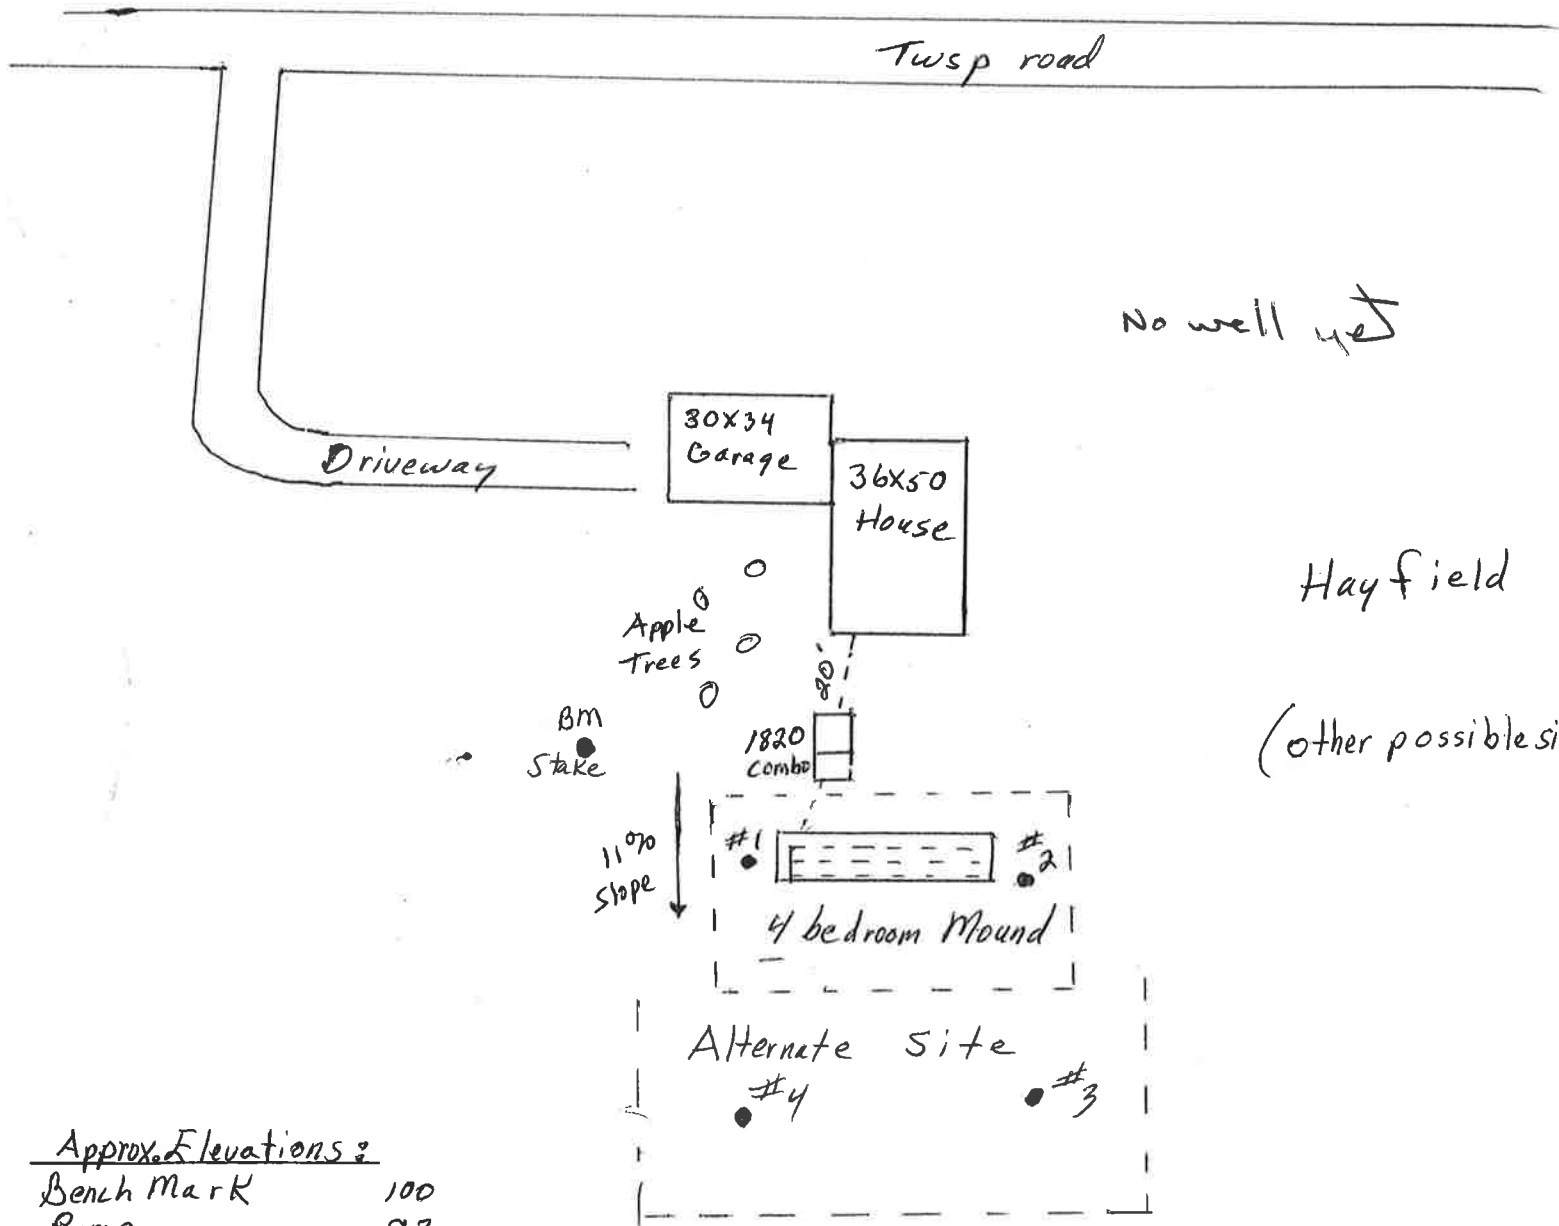 Twsp road
No well yet
30X34
Garage
Driveway
36X50
House
Hayfield
Apple
Trees
20'
BM
Stake
1820
Combo
(other possible si
11%
slope
#1
#2
4 bedroom Mound
Alternate site
#4
#3
Approx. Elevations:
Bench Mark 100